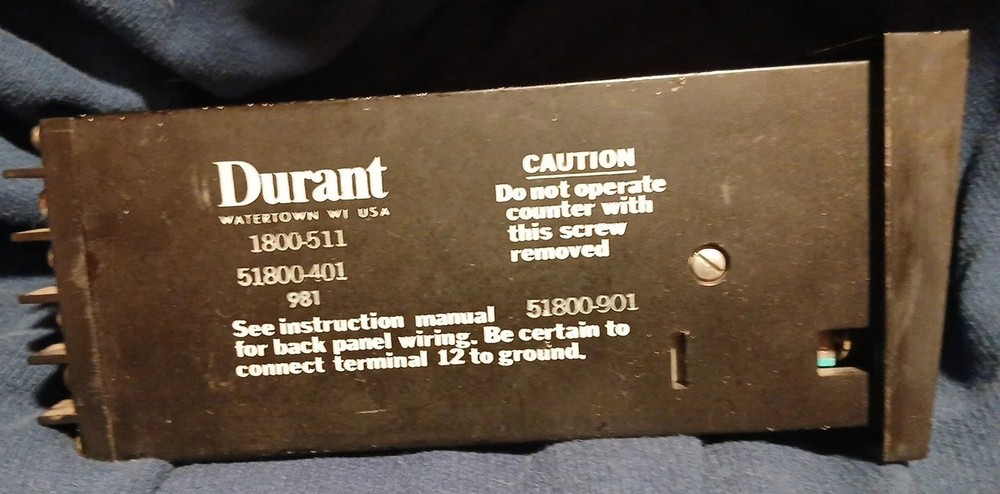 Durant
WATERTOWN WI USA
1800-511
51800-401
981
CAUTION
Do not operate
counter with
this screw
removed
51800-901
See instruction manual
for back panel wiring. Be certain to
connect terminal 12 to ground.